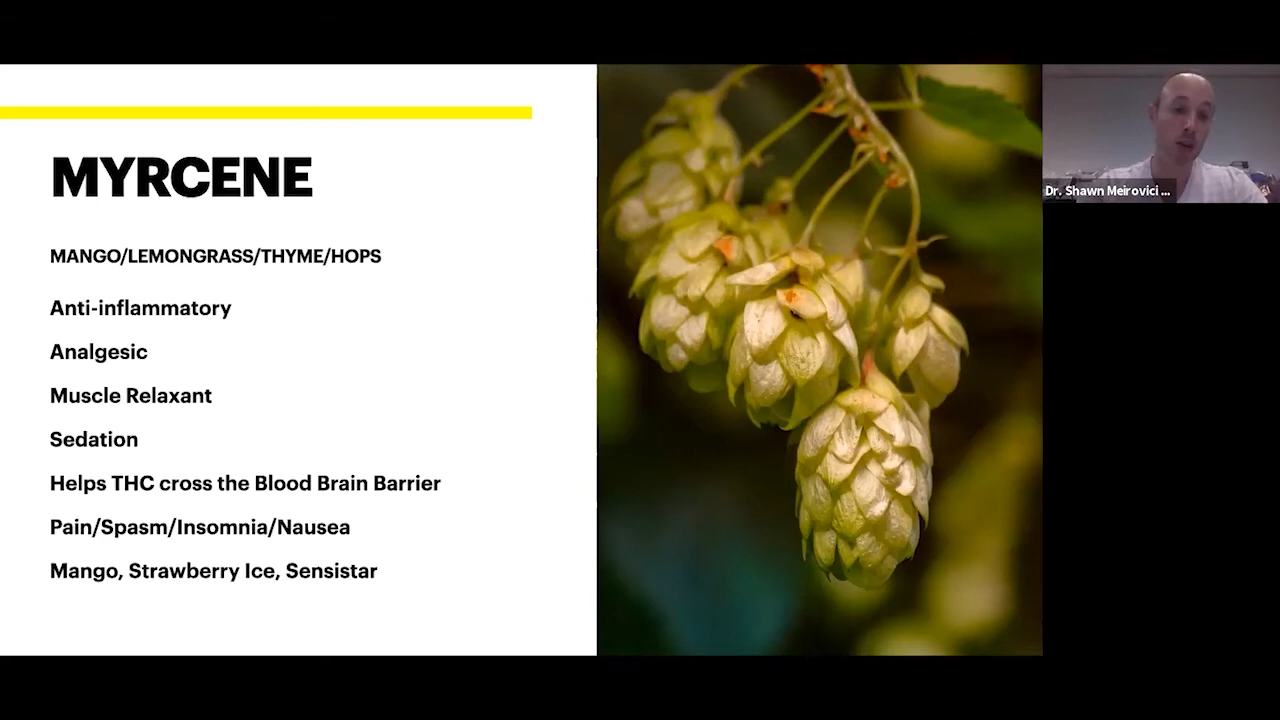 MYRCENE
MANGO/LEMONGRASS/THYME/HOPS
Anti-inflammatory
Analgesic
Muscle Relaxant
Sedation
Helps THC cross the Blood Brain Barrier
Pain/Spasm/Insomnia/Nausea
Mango, Strawberry Ice, Sensistar
Dr. Shawn Meirovici ...